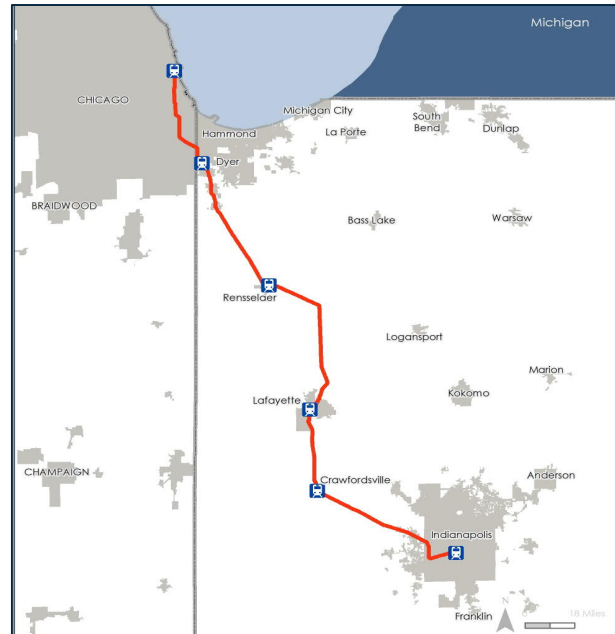 Michigan
CHICAGO
Michigan City
South
Bend
Dunlap
Hammond
La Porte
Dyer
BRAIDWOOD
Bass Lake
Warsaw
Rensselaer
Logansport
Marion
Kokomo
Lafayette
CHAMPAIGN
Crawfordsville
Anderson
Indianapolis
N
0 18 Miles
Franklin